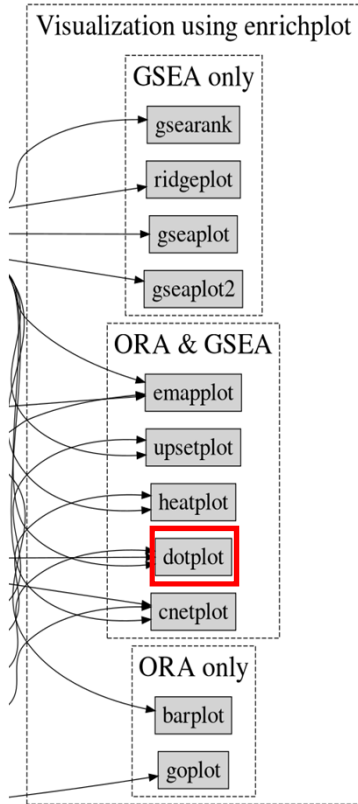 Visualization using enrichplot
GSEA only
gsearank
ridgeplot
gseaplot
gseaplot2
ORA & GSEA
emapplot
upsetplot
heatplot
dotplot
cnetplot
ORA only
barplot
goplot